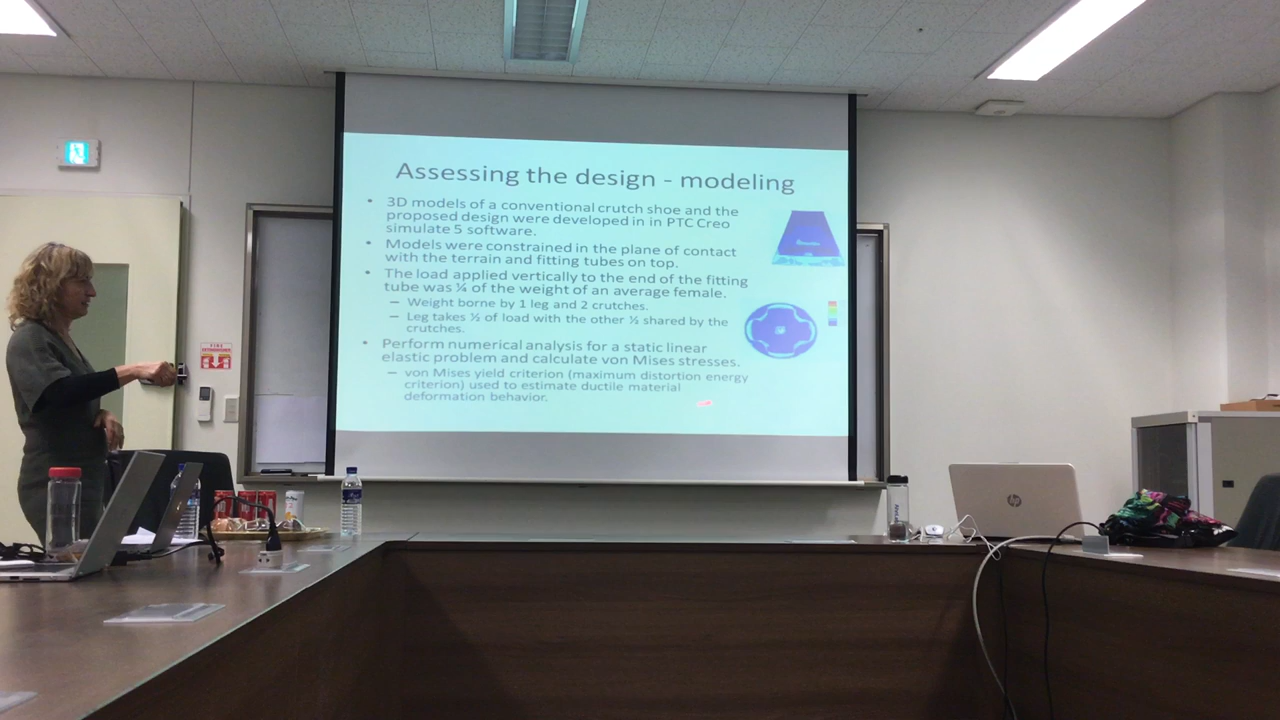 Assessing the design - modeling
• 3D models of a conventional crutch shoe and the
proposed design were developed in in PTC Creo
simulate 5 software.
• Models were constrained in the plane of contact
with the terrain and fitting tubes on top.
• The load applied vertically to the end of the fitting
tube was ¼ of the weight of an average female.
– Weight borne by 1 leg and 2 crutches.
– Leg takes ½ of load with the other ½ shared by the
crutches.
• Perform numerical analysis for a static linear
elastic problem and calculate von Mises stresses.
– von Mises yield criterion (maximum distortion energy
criterion) used to estimate ductile material
deformation behavior.
FIRE
EXTINGUISHER
hp